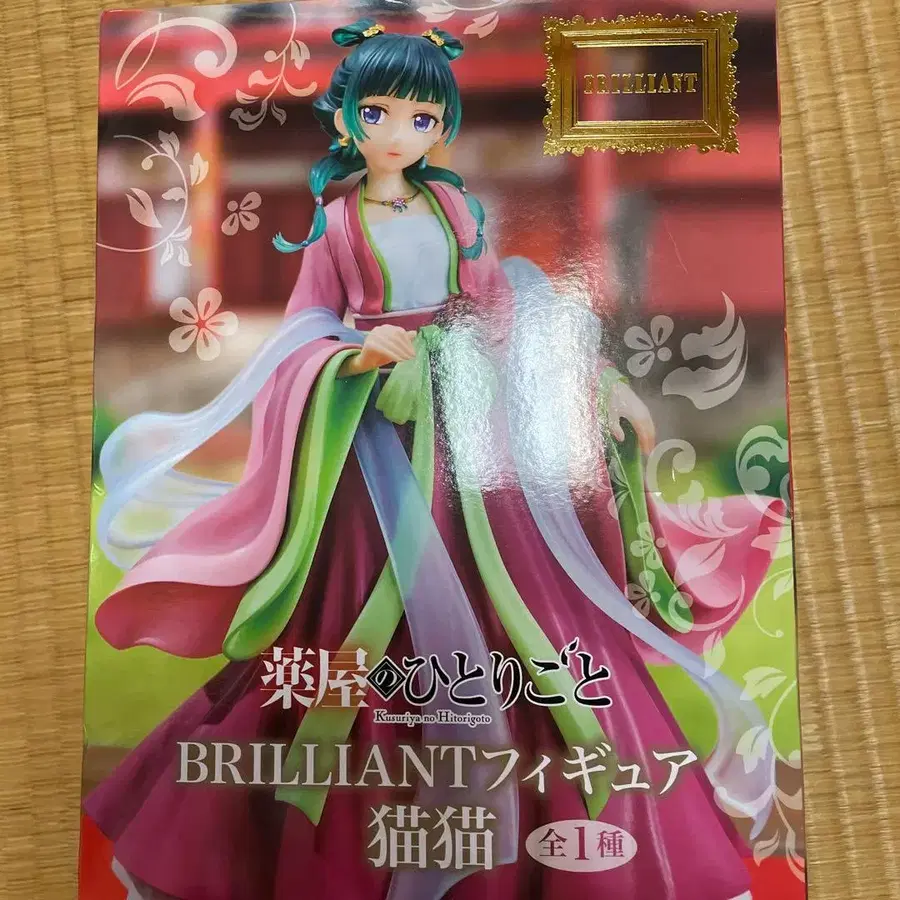 BRILLIANT
薬屋のひとりごと
Kusuriya no Hitorigoto
BRILLIANTフィギュア
猫猫
全1種